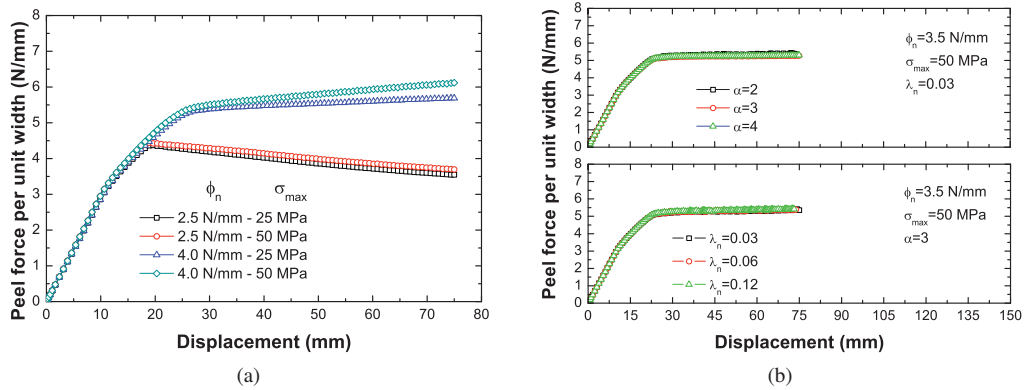 Peel force per unit width (N/mm)
8
7
6
5
4
3
2
1
0
ϕn σmax
2.5 N/mm - 25 MPa
2.5 N/mm - 50 MPa
4.0 N/mm - 25 MPa
4.0 N/mm - 50 MPa
0 10 20 30 40 50 60 70 80
Displacement (mm)
(a)
Peel force per unit width (N/mm)
8
7
6
5
4
3
2
1
0
ϕn=3.5 N/mm
σmax=50 MPa
λn=0.03
α=2
α=3
α=4
8
7
6
5
4
3
2
1
0
ϕn=3.5 N/mm
σmax=50 MPa
α=3
λn=0.03
λn=0.06
λn=0.12
0 15 30 45 60 75 90 105 120 135 150
Displacement (mm)
(b)